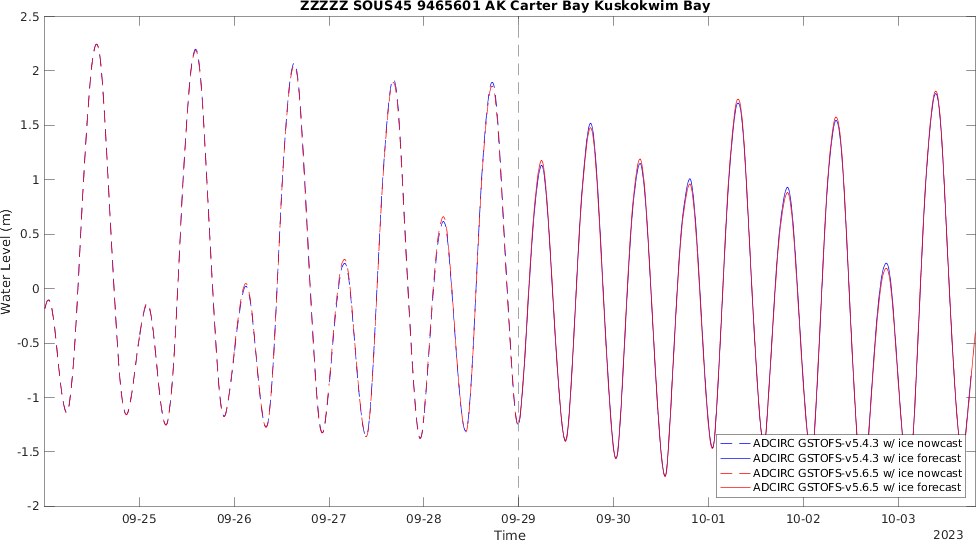 ZZZZZ SOUS45 9465601 AK Carter Bay Kuskokwim Bay
2.5
2
1.5
1
0.5
0
-0.5
-1
-1.5
-2
Water Level (m)
09-25 09-26 09-27 09-28 09-29 09-30 10-01 10-02 10-03
Time
2023
ADCIRC GSTOFS-v5.4.3 w/ ice nowcast
ADCIRC GSTOFS-v5.4.3 w/ ice forecast
ADCIRC GSTOFS-v5.6.5 w/ ice nowcast
ADCIRC GSTOFS-v5.6.5 w/ ice forecast